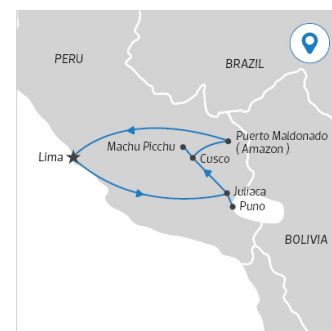 PERU
BRAZIL
Puerto Maldonado
( Amazon )
Machu Picchu
Lima
Cusco
Juliaca
Puno
BOLIVIA